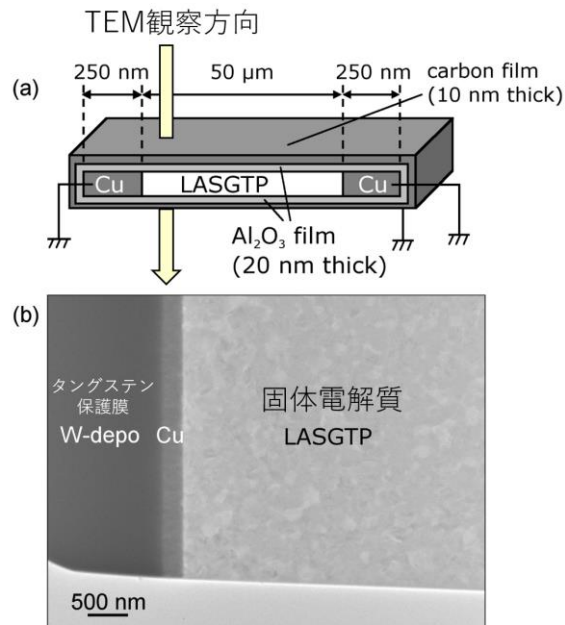 TEM観察方向
250 nm
50 μm
250 nm
carbon film
(10 nm thick)
(a)
Cu
LASGTP
Cu
Al₂O₃ film
(20 nm thick)
(b)
タングステン
保護膜
W-depo
Cu
固体電解質
LASGTP
500 nm